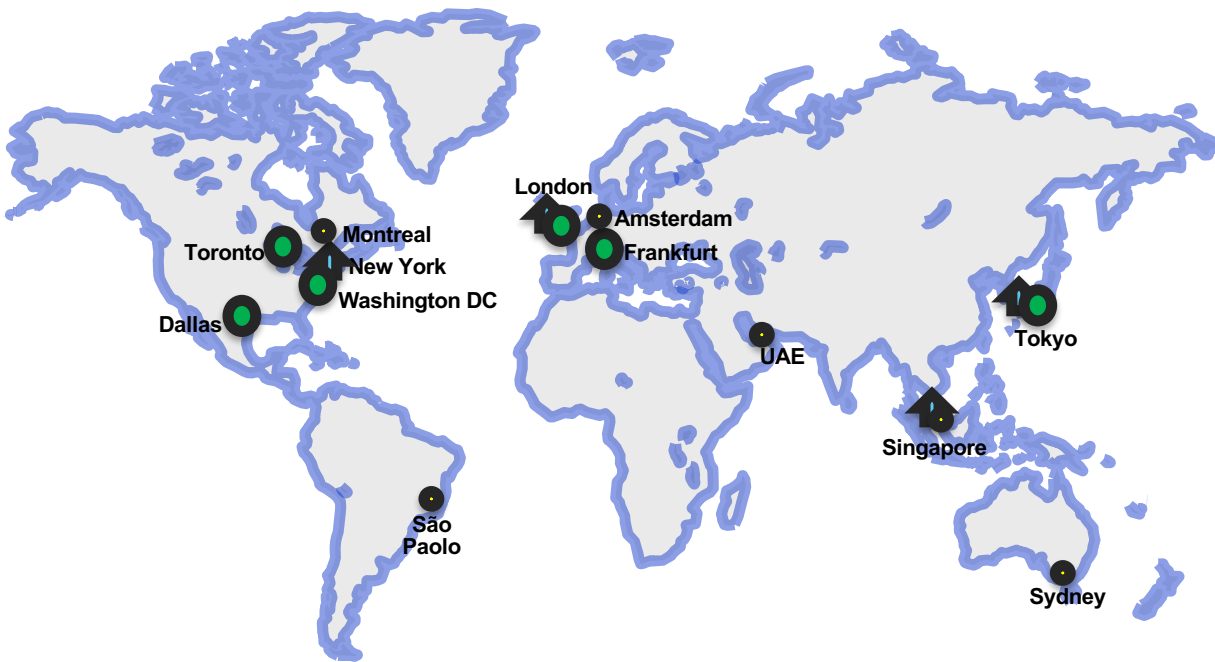 London
Amsterdam
Montreal
Toronto
Frankfurt
New York
Washington DC
Dallas
Tokyo
UAE
Singapore
São
Paolo
Sydney